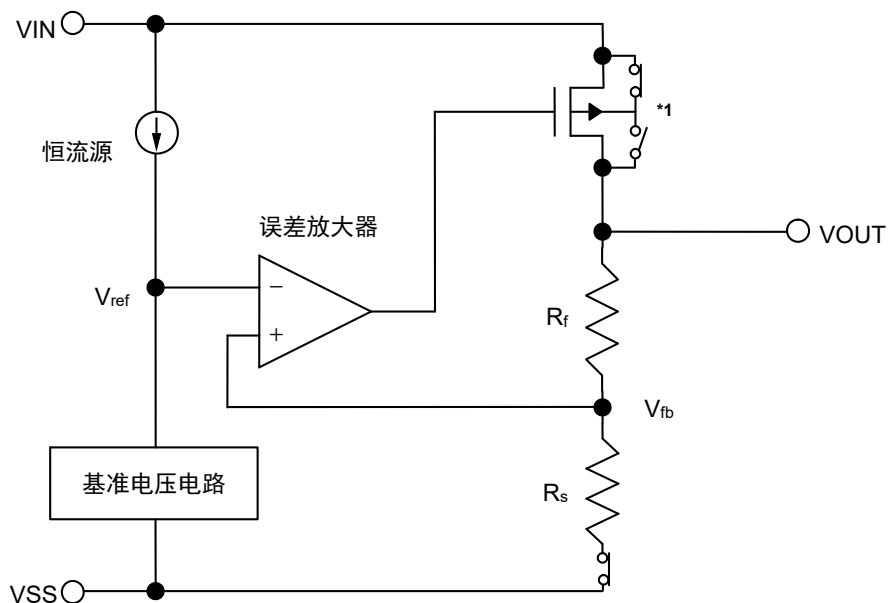 VIN
*1
恒流源
误差放大器
VOUT
Vref
−
+
Rf
Vfb
基准电压电路
Rs
VSS